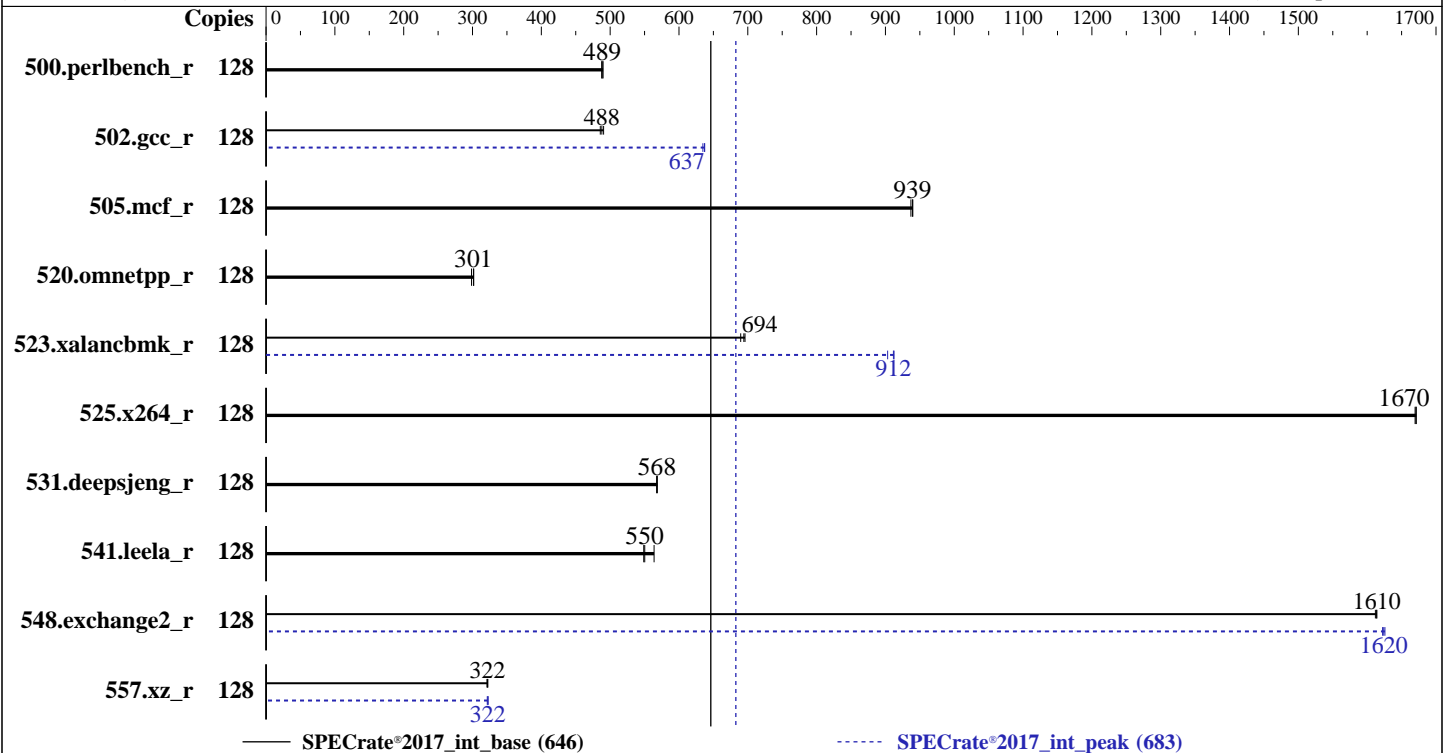 Copies 0 100 200 300 400 500 600 700 800 900 1000 1100 1200 1300 1400 1500 1700
500.perlbench_r 128 489
502.gcc_r 128 488
637
505.mcf_r 128 939
520.omnetpp_r 128 301
523.xalancbmk_r 128 694
912
525.x264_r 128 1670
531.deepsjeng_r 128 568
541.leela_r 128 550
548.exchange2_r 128 1610
1620
557.xz_r 128 322
322
SPECrate®2017_int_base (646) SPECrate®2017_int_peak (683)